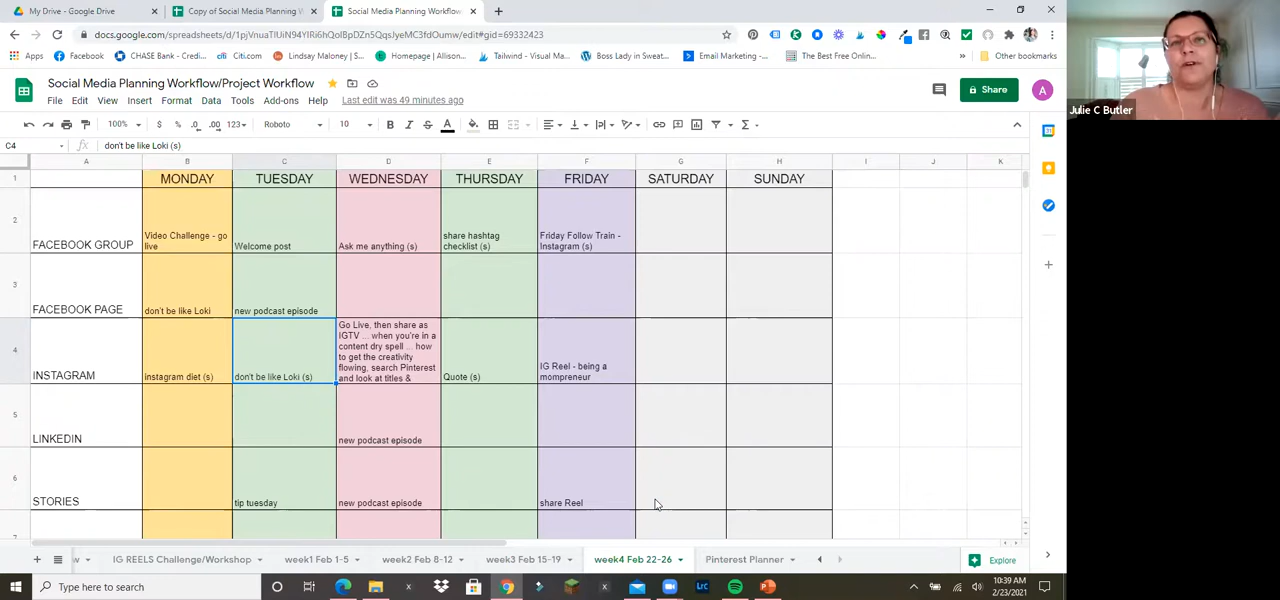 My Drive - Google Drive
Copy of Social Media Planning W
Social Media Planning Workflow/
docs.google.com/spreadsheets/d/
edit#gid=69332423
Apps
Facebook
CHASE Bank - Credi...
Citi.com
Lindsay Maloney | S...
Homepage | Allison...
Tailwind - Visual Ma...
Boss Lady in Sweat...
Email Marketing...
The Best Free Onlin...
Other bookmarks
Social Media Planning Workflow/Project Workflow
File Edit View Insert Format Data Tools Add-ons Help
Last edit was 49 minutes ago
Share
A
100%
$ % .0 .00 123
Roboto
10
B I S A
C4
fx
don't be like Loki (s)
A B C D E F G H I J K
1
MONDAY TUESDAY WEDNESDAY THURSDAY FRIDAY SATURDAY SUNDAY
2
FACEBOOK GROUP
Video Challenge - go
live
Welcome post
Ask me anything (s)
share hashtag
checklist (s)
Friday Follow Train -
Instagram (s)
3
FACEBOOK PAGE
don't be like Loki
new podcast episode
4
INSTAGRAM
instagram diet (s)
don't be like Loki (s)
Go Live, then share as
IGTV ... when you're in a
content dry spell ... how
to get the creativity
flowing, search Pinterest
and look at titles &
Quote (s)
IG Reel - being a
mompreneur
5
LINKEDIN
new podcast episode
6
STORIES
tip tuesday
new podcast episode
share Reel
7
w
IG REELS Challenge/Workshop
week1 Feb 1-5
week2 Feb 8-12
week3 Feb 15-19
week4 Feb 22-26
Pinterest Planner
Explore
Type here to search
Lrc
10:39 AM
2/23/2021
Julie C Butler